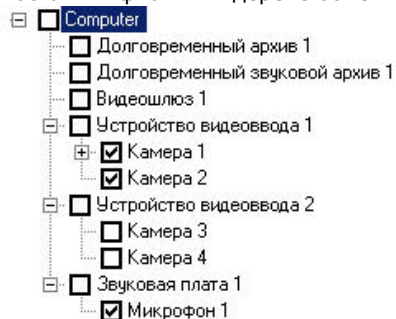 Computer
Долговременный архив 1
Долговременный звуковой архив 1
Видеошлюз 1
Устройство видеоввода 1
Камера 1
Камера 2
Устройство видеоввода 2
Камера 3
Камера 4
Звуковая плата 1
Микрофон 1